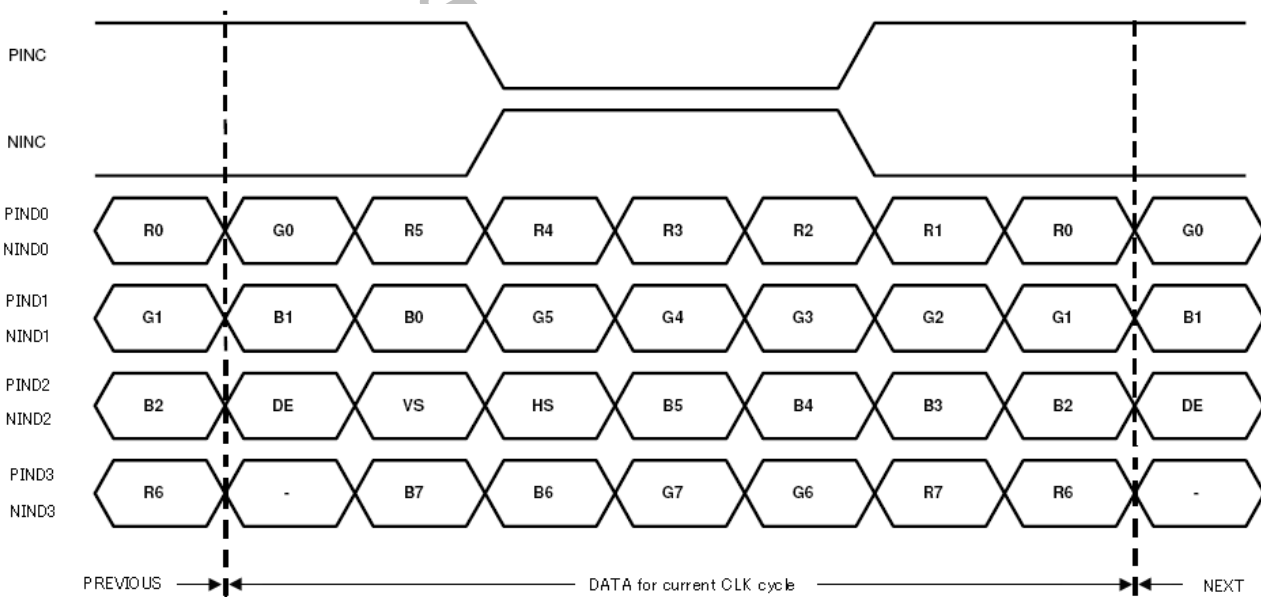 PINC
NINC
PIND0
NIND0
R0 G0 R5 R4 R3 R2 R1 R0 G0
PIND1
NIND1
G1 B1 B0 G5 G4 G3 G2 G1 B1
PIND2
NIND2
B2 DE VS HS B5 B4 B3 B2 DE
PIND3
NIND3
R6 - B7 B6 G7 G6 R7 R6 -
PREVIOUS DATA for current CLK cycle NEXT